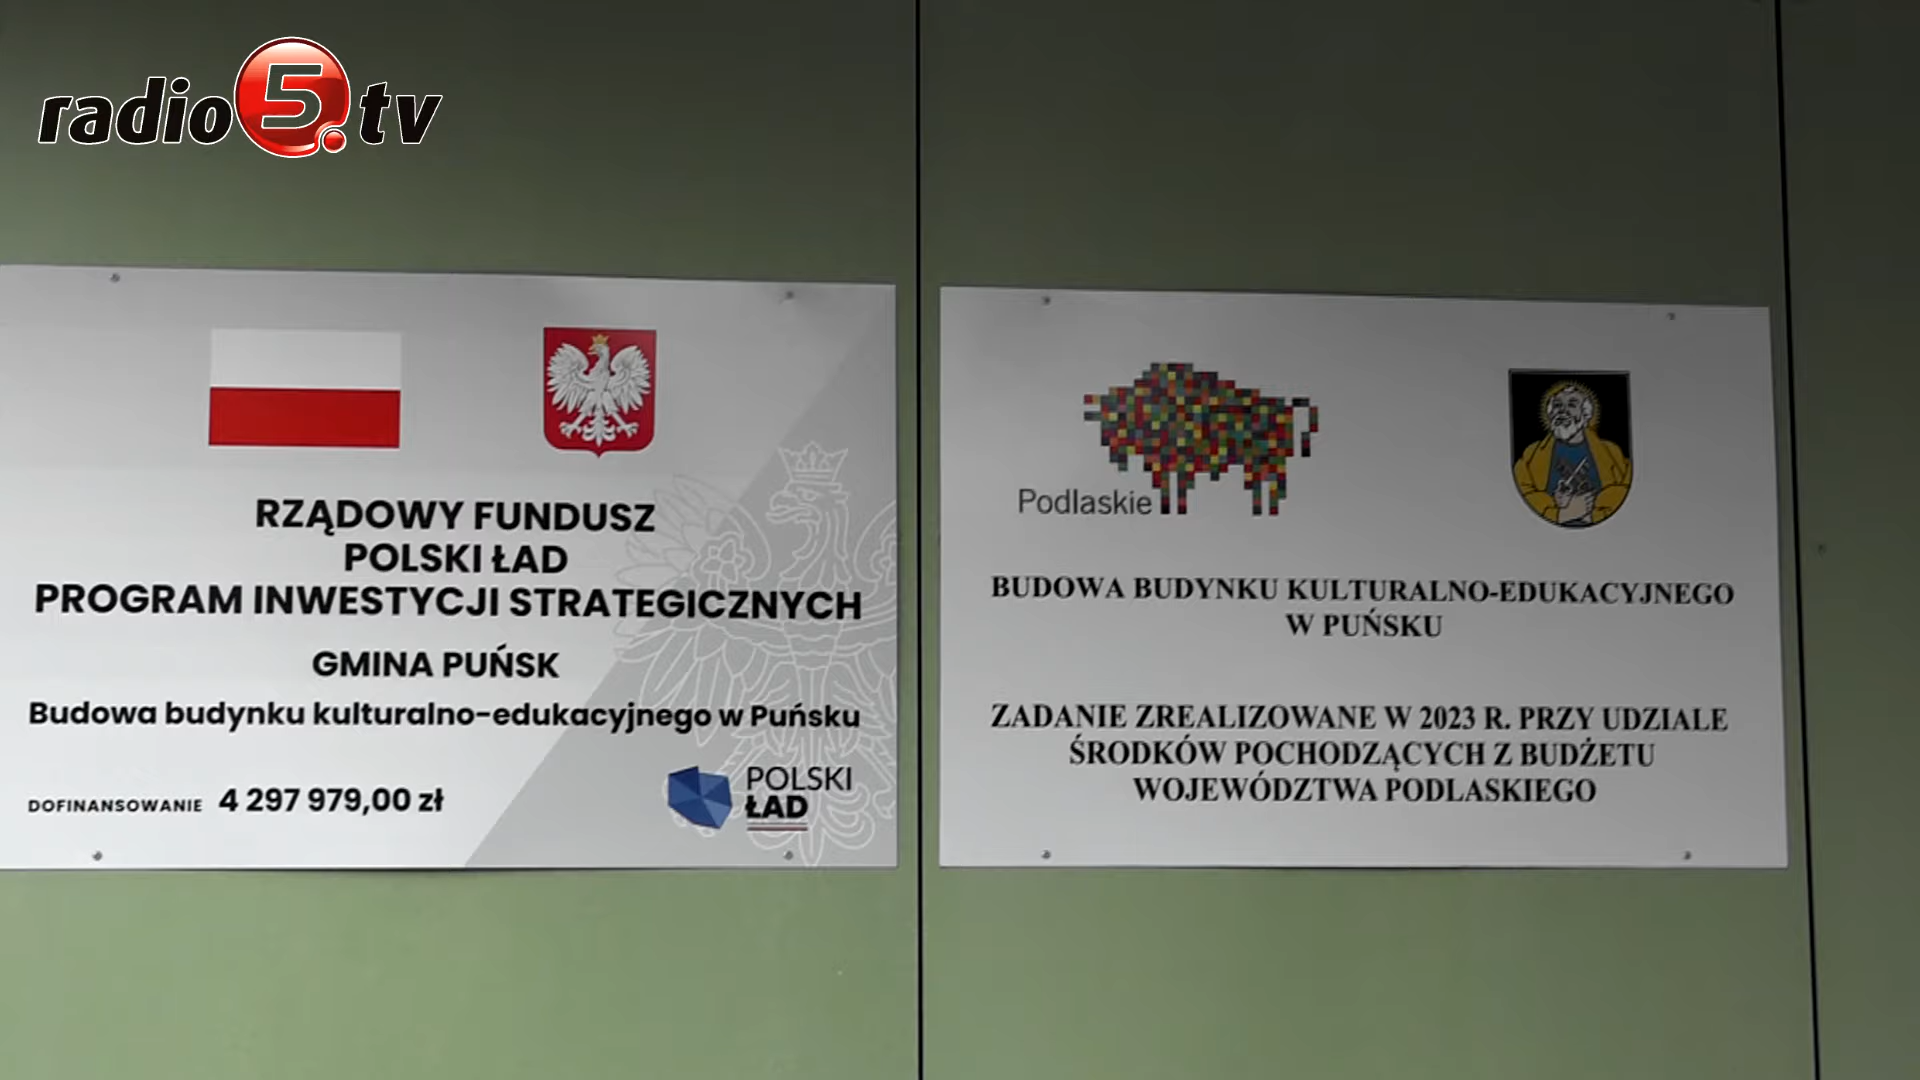 radio 5.tv
RZĄDOWY FUNDUSZ
POLSKI ŁAD
PROGRAM INWESTYCJI STRATEGICZNYCH
GMINA PUŃSK
Budowa budynku kulturalno-edukacyjnego w Puńsku
DOFINANSOWANIE 4 297 979,00 zł
POLSKI
ŁAD
Podlaskie
BUDOWA BUDYNKU KULTURALNO-EDUKACYJNEGO
W PUŃSKU
ZADANIE ZREALIZOWANE W 2023 R. PRZY UDZIALE
ŚRODKÓW POCHODZĄCYCH Z BUDŻETU
WOJEWÓDZTWA PODLASKIEGO